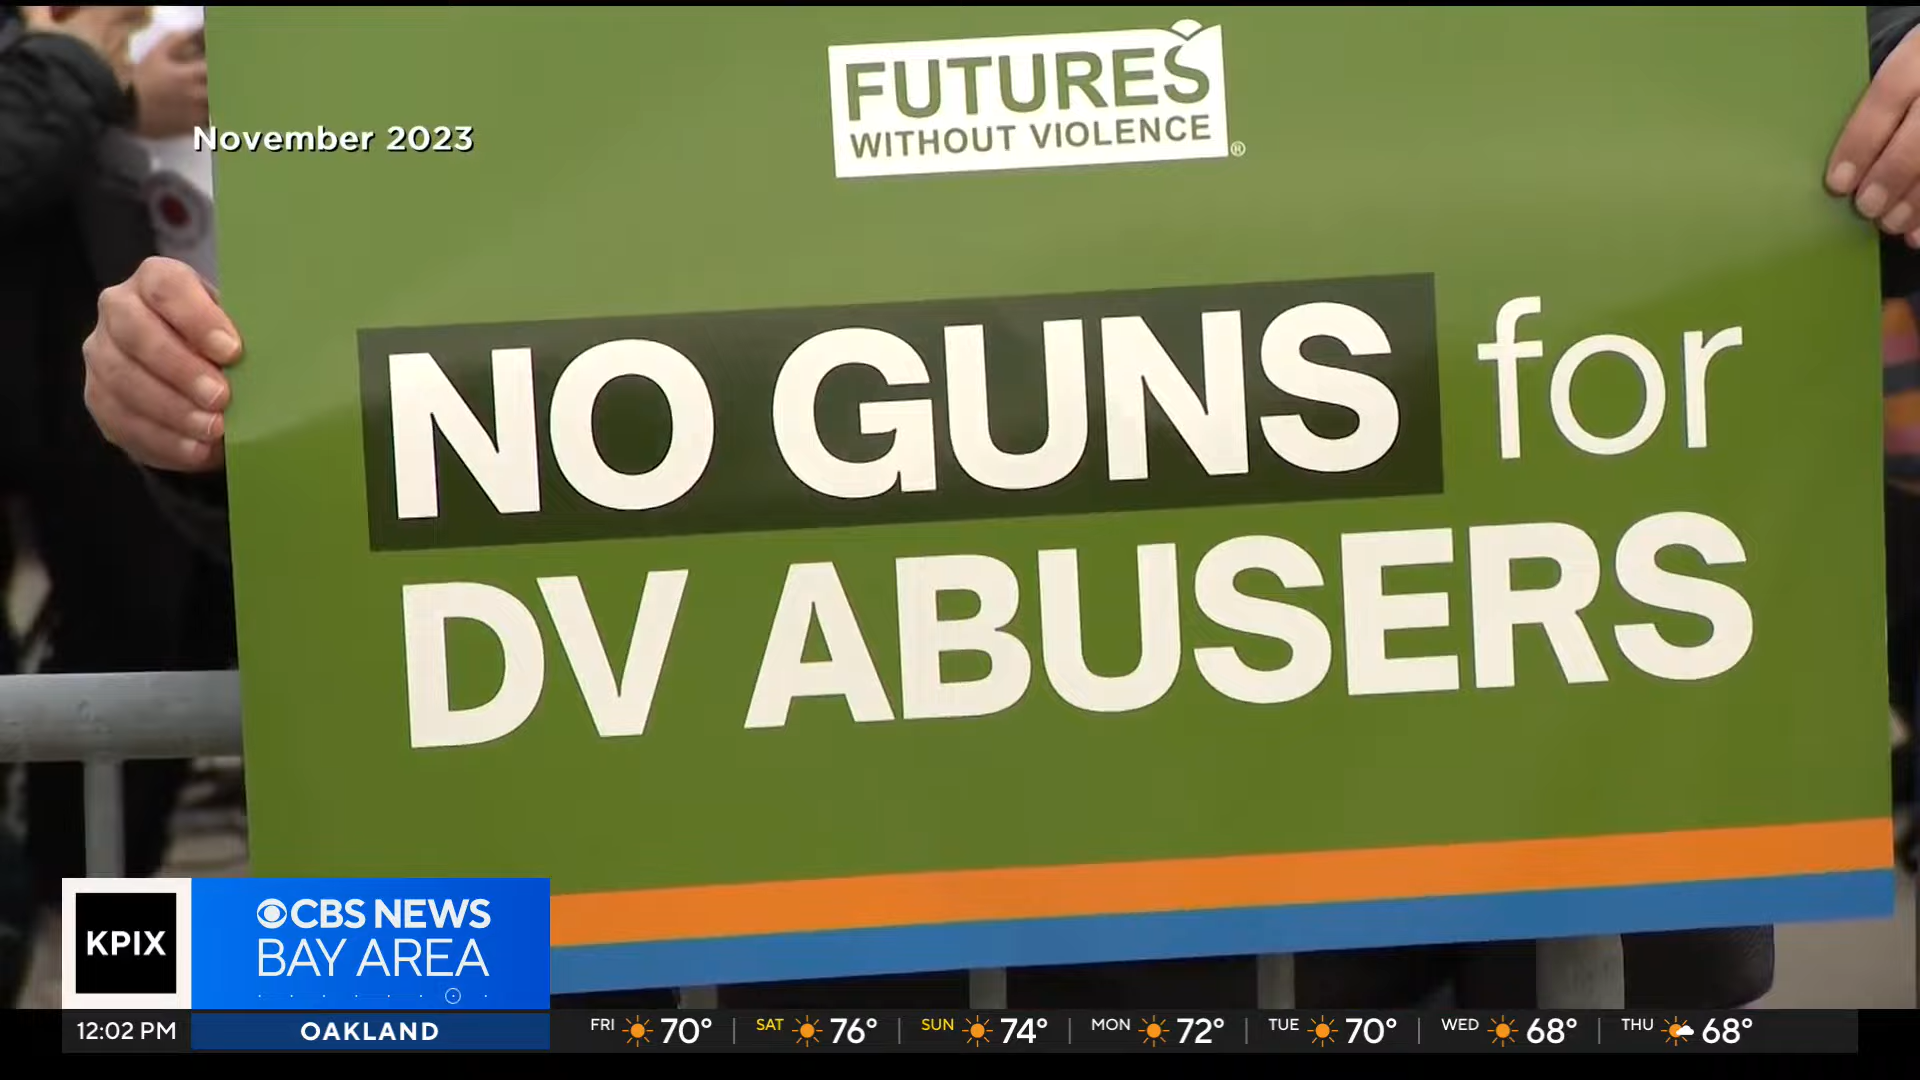 FUTURES
WITHOUT VIOLENCE®
November 2023
NO GUNS for
DV ABUSERS
KPIX
CBS NEWS
BAY AREA
12:02 PM
OAKLAND
FRI 70° | SAT 76° | SUN 74° | MON 72° | TUE 70° | WED 68° | THU 68°